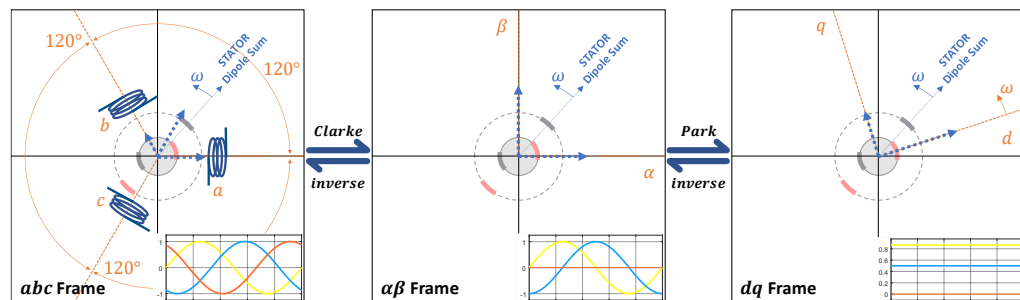 120°
120°
STATOR
Dipole Sum
ω
b
c
a
120°
1
0
-1
abc Frame
Clarke
inverse
β
STATOR
Dipole Sum
ω
α
1
0
-1
αβ Frame
Park
inverse
q
STATOR
Dipole Sum
ω
ω
d
0.8
0.6
0.4
0.2
0
dq Frame